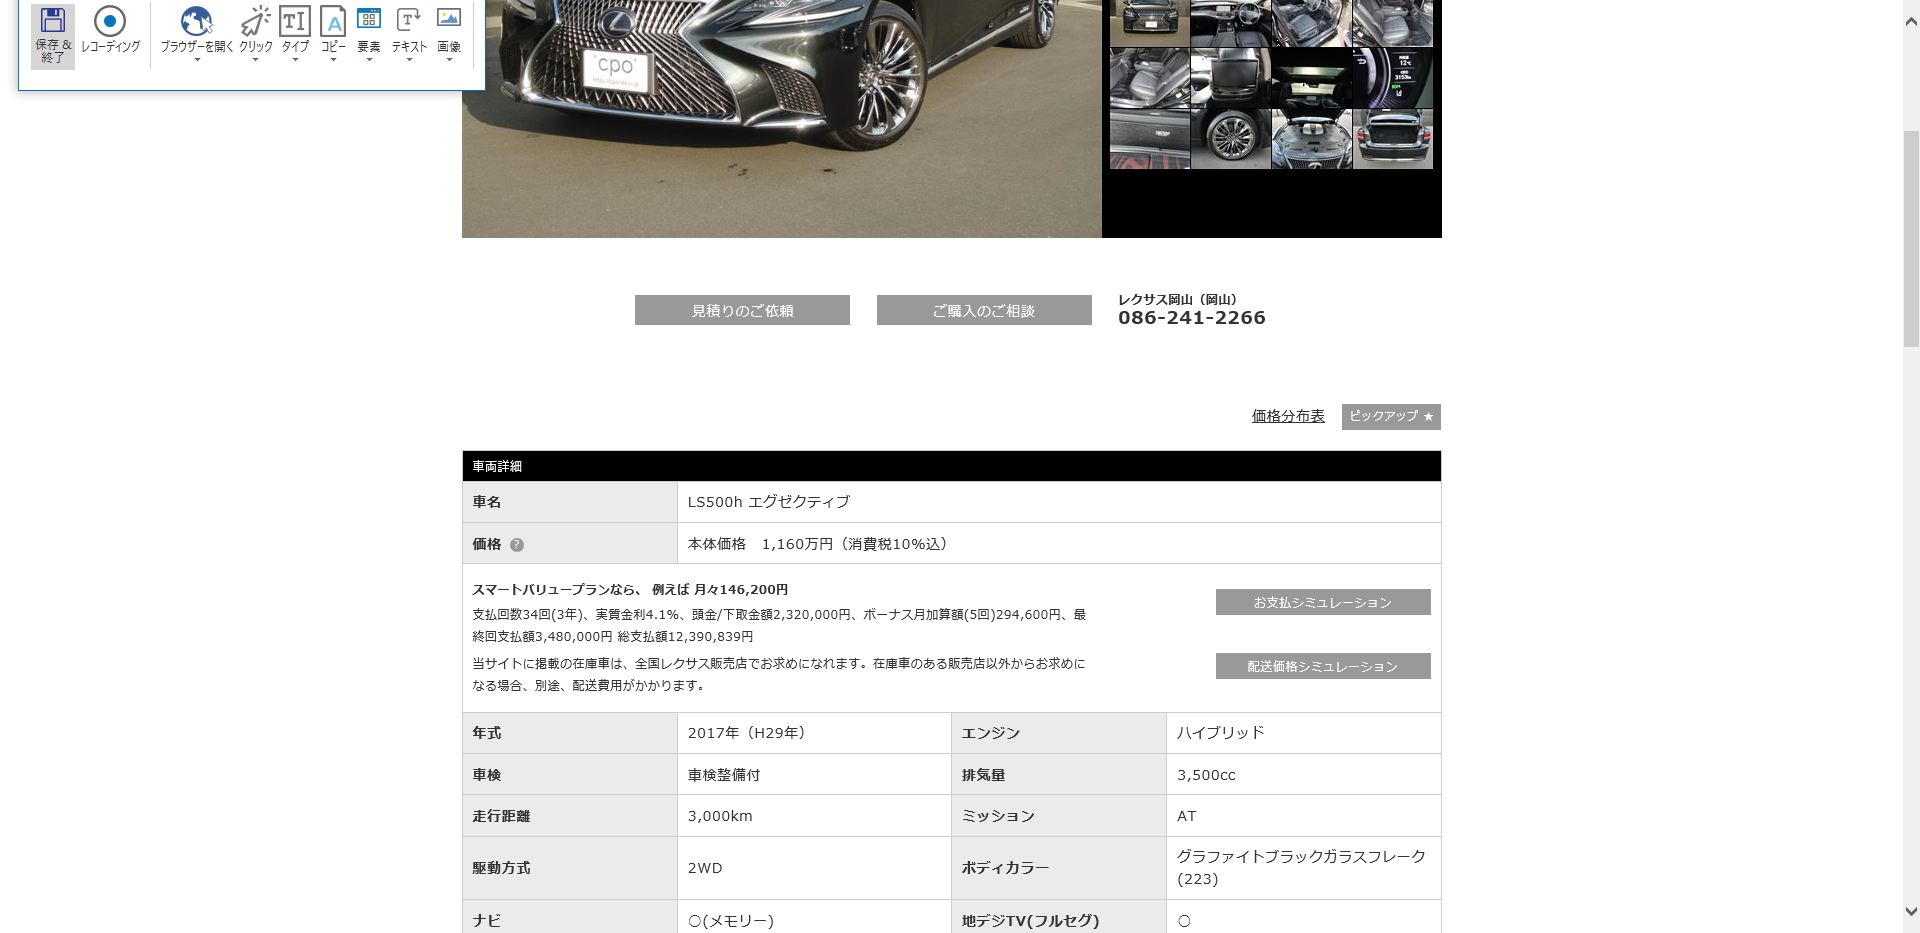 保存 & 終了
レコーディング
ブラウザーを開く
クリック
タイプ
コピー
要素
テキスト
画像
cpo
見積りのご依頼
ご購入のご相談
レクサス岡山（岡山）
086-241-2266
価格分布表
ピックアップ ★
車両詳細
車名 LS500h エグゼクティブ
価格 ? 本体価格 1,160万円（消費税10%込）
スマートバリュープランなら、 例えば 月々146,200円
支払回数34回(3年)、実質金利4.1%、頭金/下取金額2,320,000円、ボーナス月加算額(5回)294,600円、最
終回支払額3,480,000円 総支払額12,390,839円
お支払シミュレーション
当サイトに掲載の在庫車は、全国レクサス販売店でお求めになれます。在庫車のある販売店以外からお求めに
なる場合、別途、配送費用がかかります。
配送価格シミュレーション
年式 2017年（H29年） エンジン ハイブリッド
車検 車検整備付 排気量 3,500cc
走行距離 3,000km ミッション AT
駆動方式 2WD ボディカラー グラファイトブラックガラスフレーク
(223)
ナビ ○(メモリー) 地デジTV(フルセグ) ○